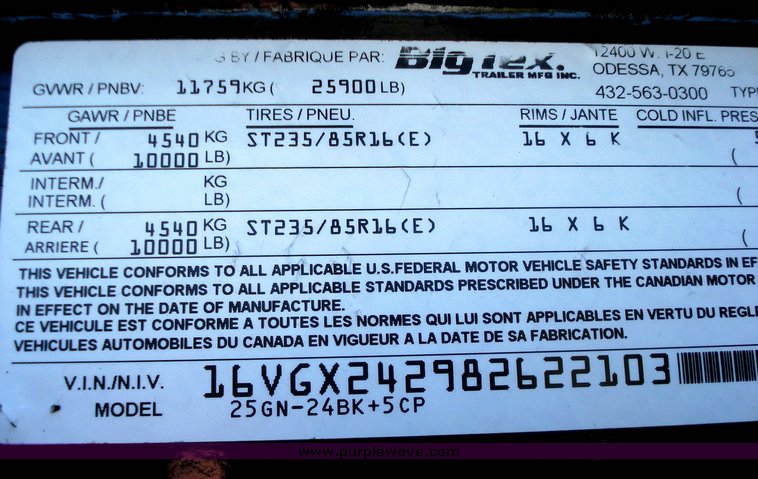 BY / FABRIQUE PAR: Big Tex. 12400 W. I-20 E
TRAILER MFG INC. ODESSA, TX 79765
GVWR / PNBV: 11759KG ( 25900LB) 432-563-0300
GAWR / PNBE TIRES / PNEU. RIMS / JANTE COLD INFL. PRES
FRONT / 4540 KG ST235/85R16(E) 16 X 6 K
AVANT ( 10000 LB) (
INTERM./ KG
INTERM. ( LB) (
REAR / 4540 KG ST235/85R16(E) 16 X 6 K
ARRIERE ( 10000 LB) (
THIS VEHICLE CONFORMS TO ALL APPLICABLE U.S.FEDERAL MOTOR VEHICLE SAFETY STANDARDS IN EF
THIS VEHICLE CONFORMS TO ALL APPLICABLE STANDARDS PRESCRIBED UNDER THE CANADIAN MOTOR
IN EFFECT ON THE DATE OF MANUFACTURE.
CE VEHICULE EST CONFORME A TOUTES LES NORMES QUI LUI SONT APPLICABLES EN VERTU DU REGLE
VEHICULES AUTOMOBILES DU CANADA EN VIGUEUR A LA DATE DE SA FABRICATION.
V.I.N./N.I.V. 16VGX242982622103
MODEL 25GN-24BK+5CP
www.purplewave.com